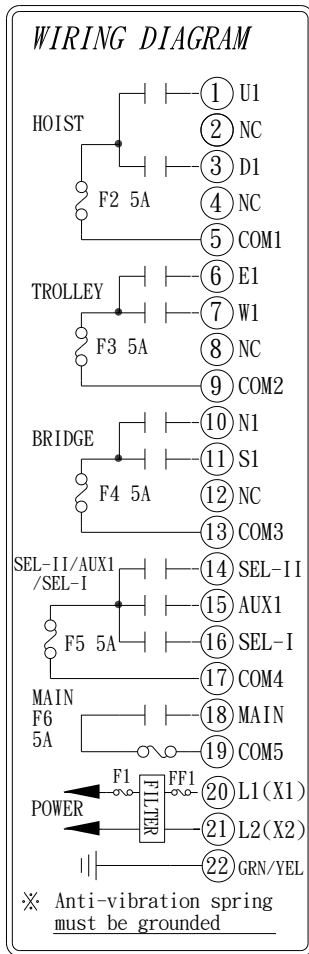 WIRING DIAGRAM
1 U1
HOIST
2 NC
3 D1
F2 5A
4 NC
5 COM1
6 E1
TROLLEY
7 W1
F3 5A
8 NC
9 COM2
10 N1
BRIDGE
11 S1
F4 5A
12 NC
13 COM3
SEL-II/AUX1
/SEL-I
14 SEL-II
15 AUX1
F5 5A
16 SEL-I
17 COM4
MAIN
F6
5A
18 MAIN
19 COM5
F1
FILTER
FF1
20 L1(X1)
POWER
21 L2(X2)
22 GRN/YEL
※ Anti-vibration spring
must be grounded